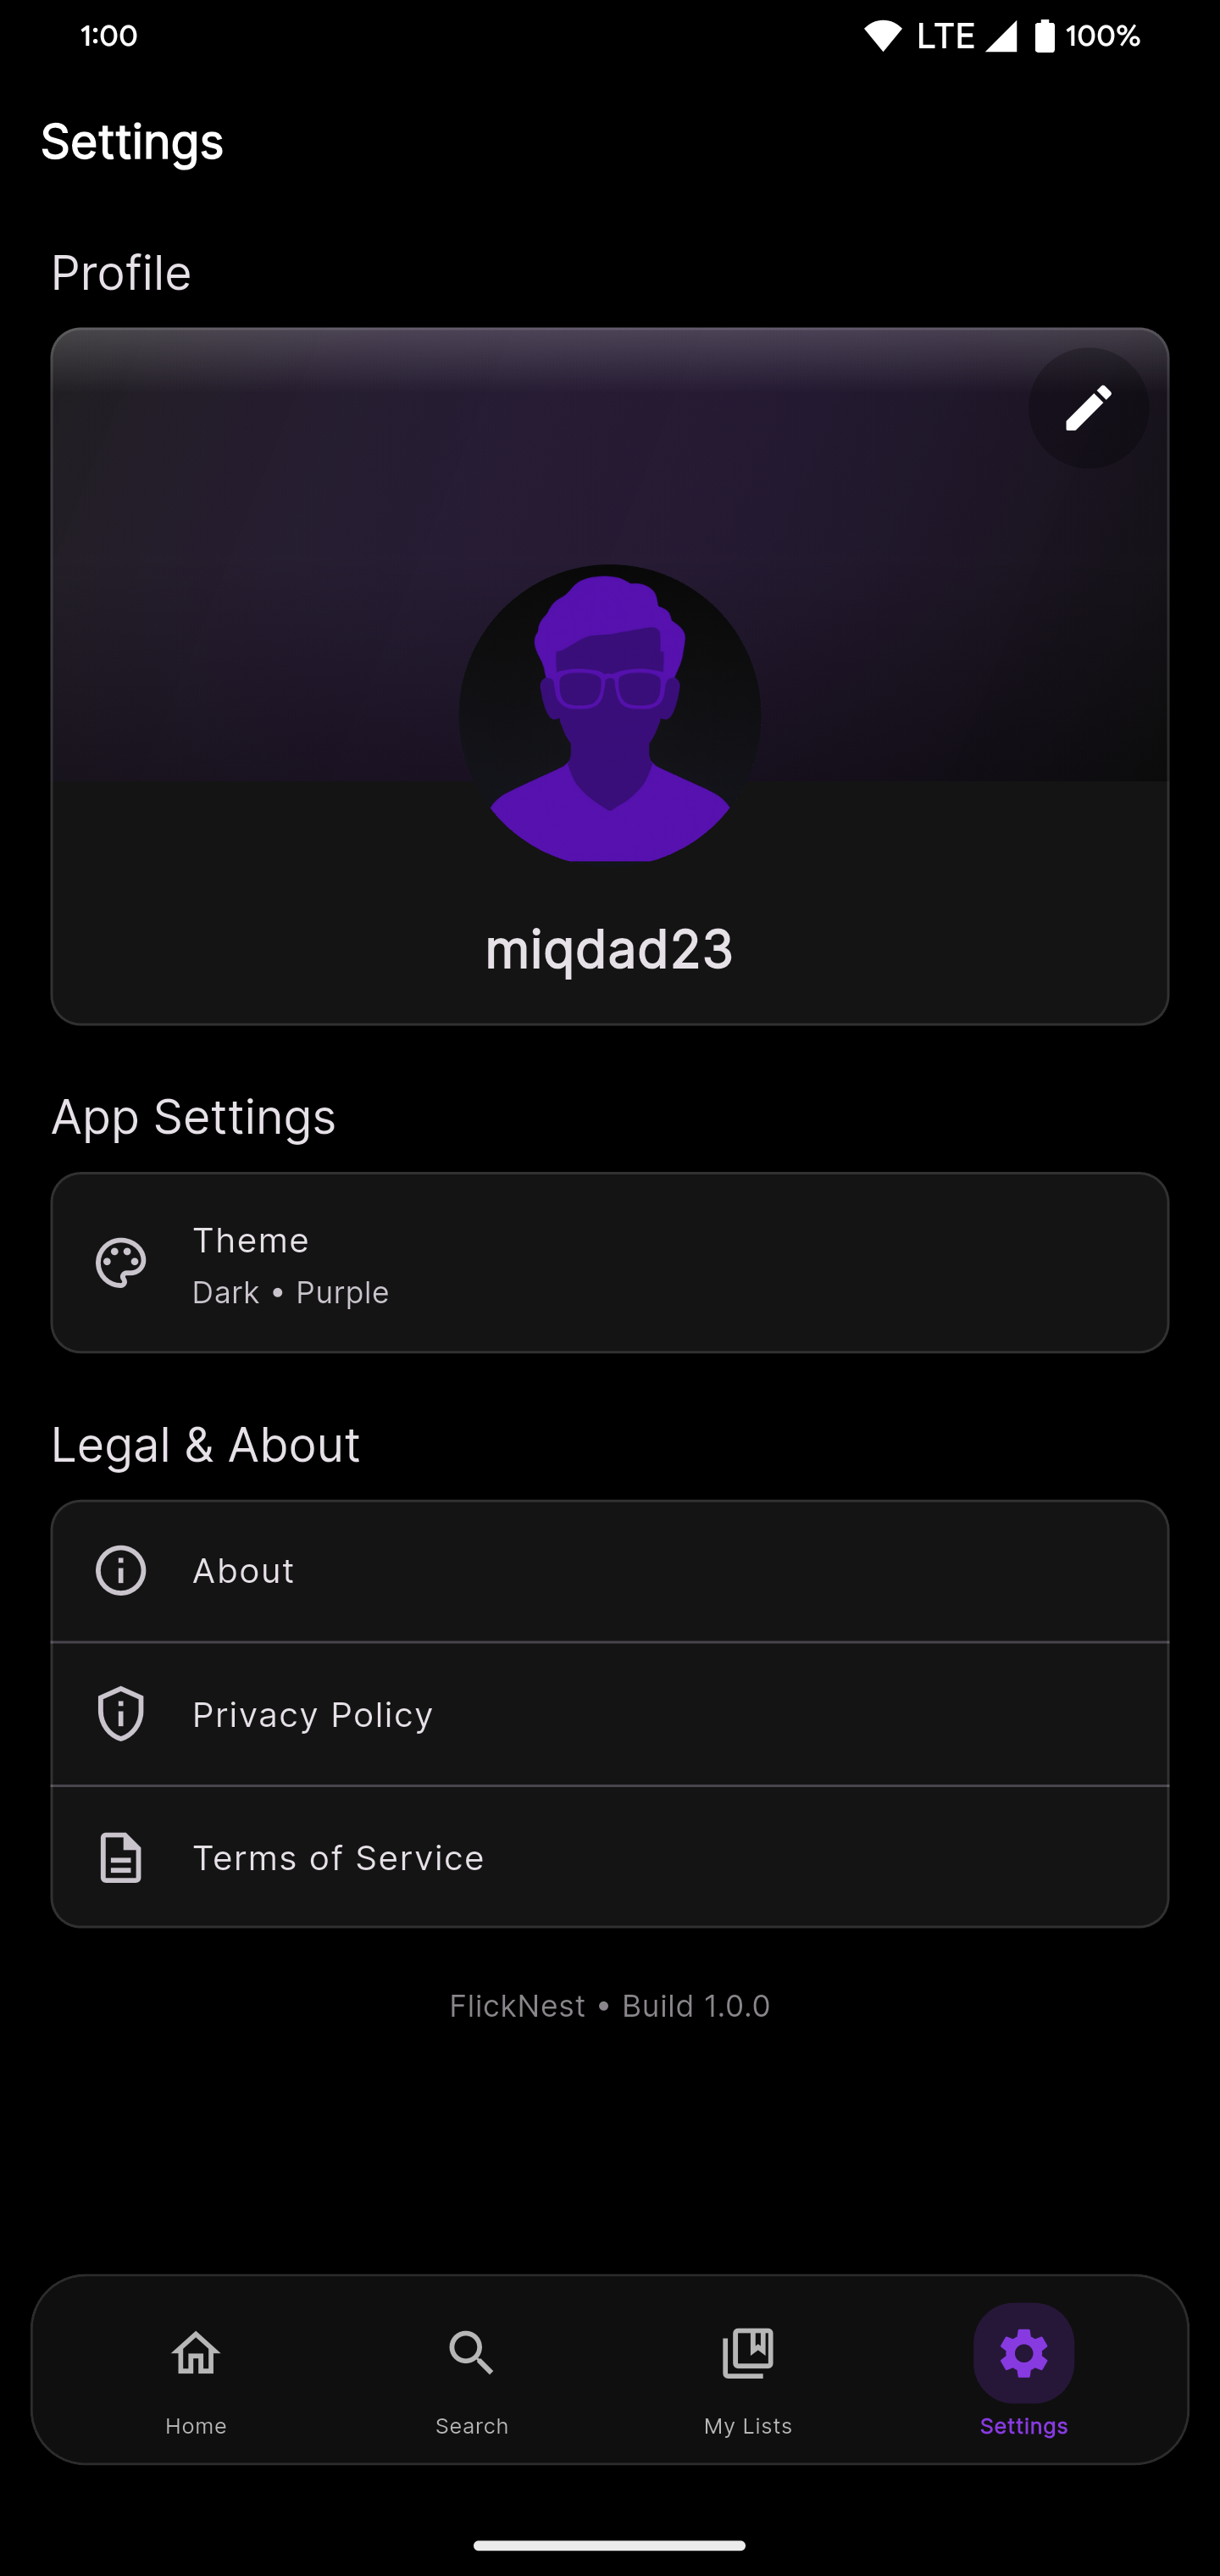 1:00 LTE 100%
Settings
Profile
miqdad23
App Settings
Theme
Dark • Purple
Legal & About
About
Privacy Policy
Terms of Service
FlickNest • Build 1.0.0
Home Search My Lists Settings